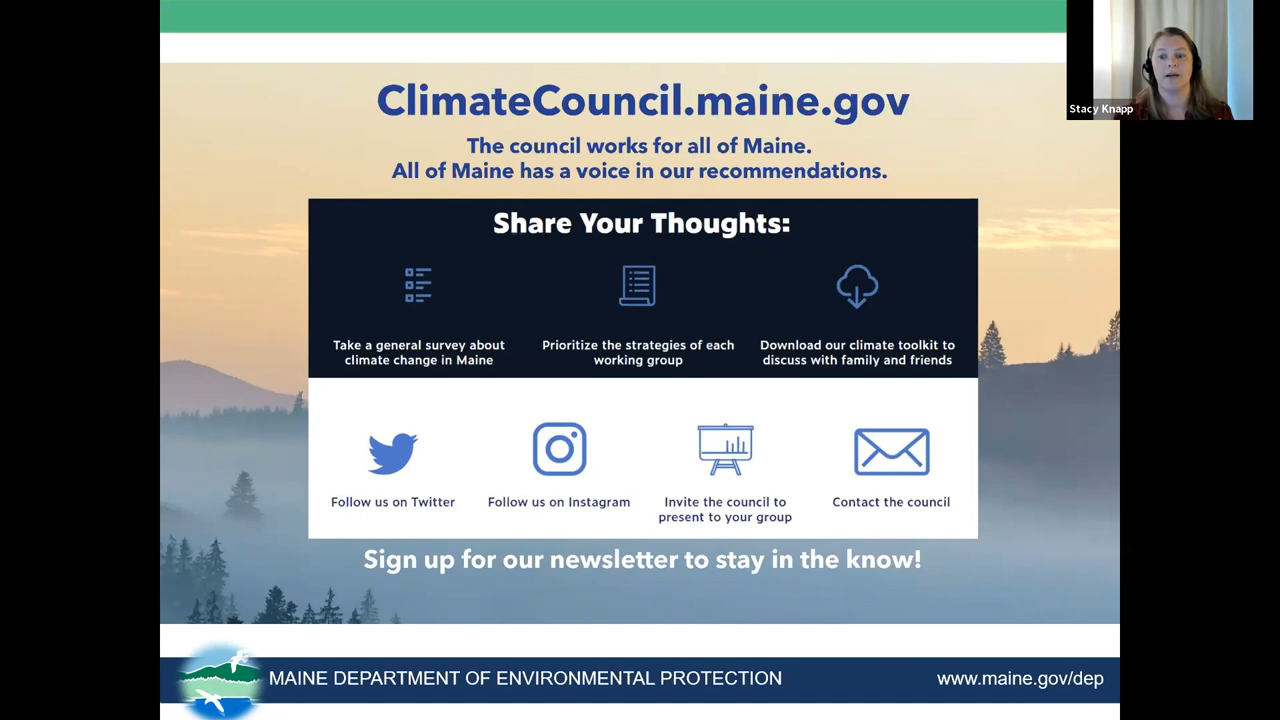 ClimateCouncil.maine.gov
The council works for all of Maine.
All of Maine has a voice in our recommendations.
Share Your Thoughts:
Take a general survey about
climate change in Maine
Prioritize the strategies of each
working group
Download our climate toolkit to
discuss with family and friends
Follow us on Twitter
Follow us on Instagram
Invite the council to
present to your group
Contact the council
Sign up for our newsletter to stay in the know!
MAINE DEPARTMENT OF ENVIRONMENTAL PROTECTION
www.maine.gov/dep
Stacy Knapp